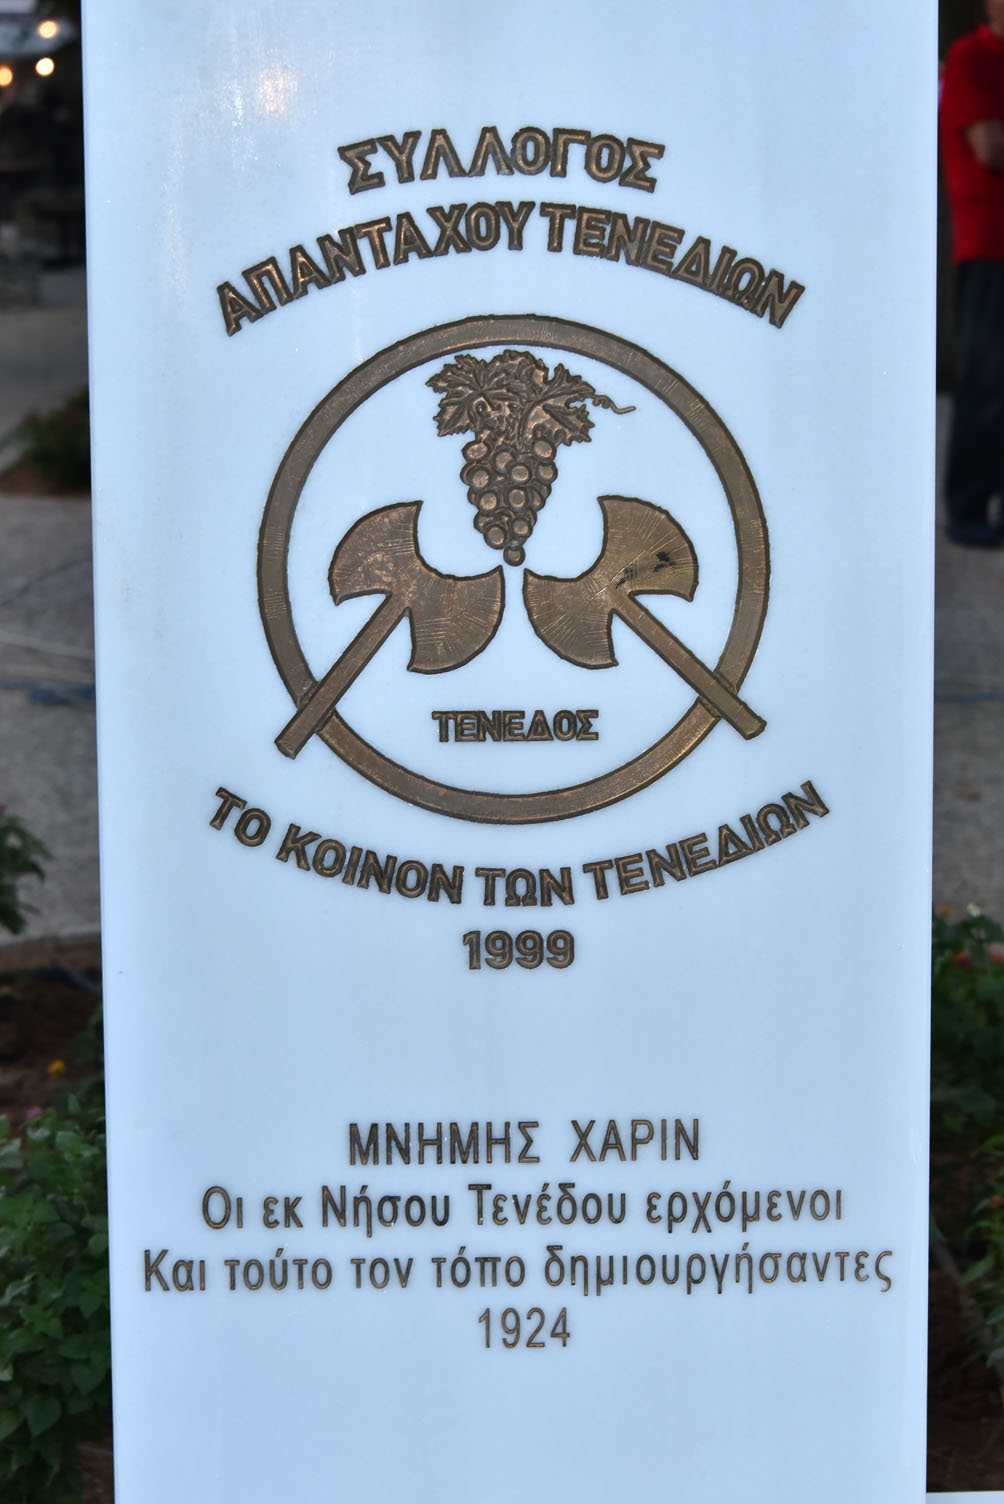 ΣΥΛΛΟΓΟΣ
ΑΠΑΝΤΑΧΟΥ ΤΕΝΕΔΙΩΝ
ΤΕΝΕΔΟΣ
ΤΟ ΚΟΙΝΟΝ ΤΩΝ ΤΕΝΕΔΙΩΝ
1999
ΜΝΗΜΗΣ ΧΑΡΙΝ
Οι εκ Νήσου Τενέδου ερχόμενοι
Και τούτο τον τόπο δημιουργήσαντες
1924